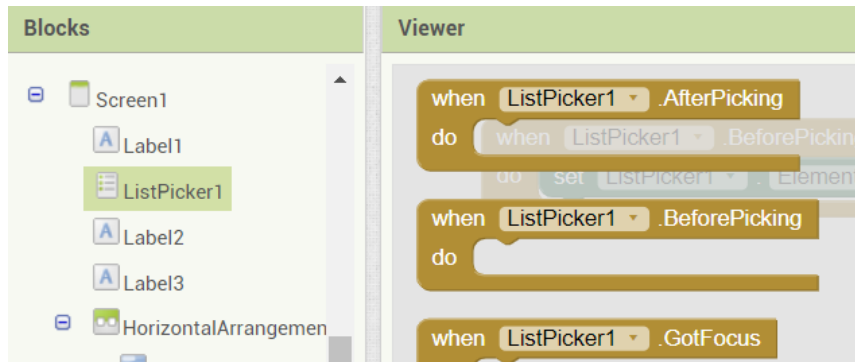 Blocks
Viewer
Screen1
Label1
ListPicker1
Label2
Label3
HorizontalArrangemen
when ListPicker1 .AfterPicking
do
when ListPicker1 .BeforePickin
do set ListPicker1 . Element
when ListPicker1 .BeforePicking
do
when ListPicker1 .GotFocus